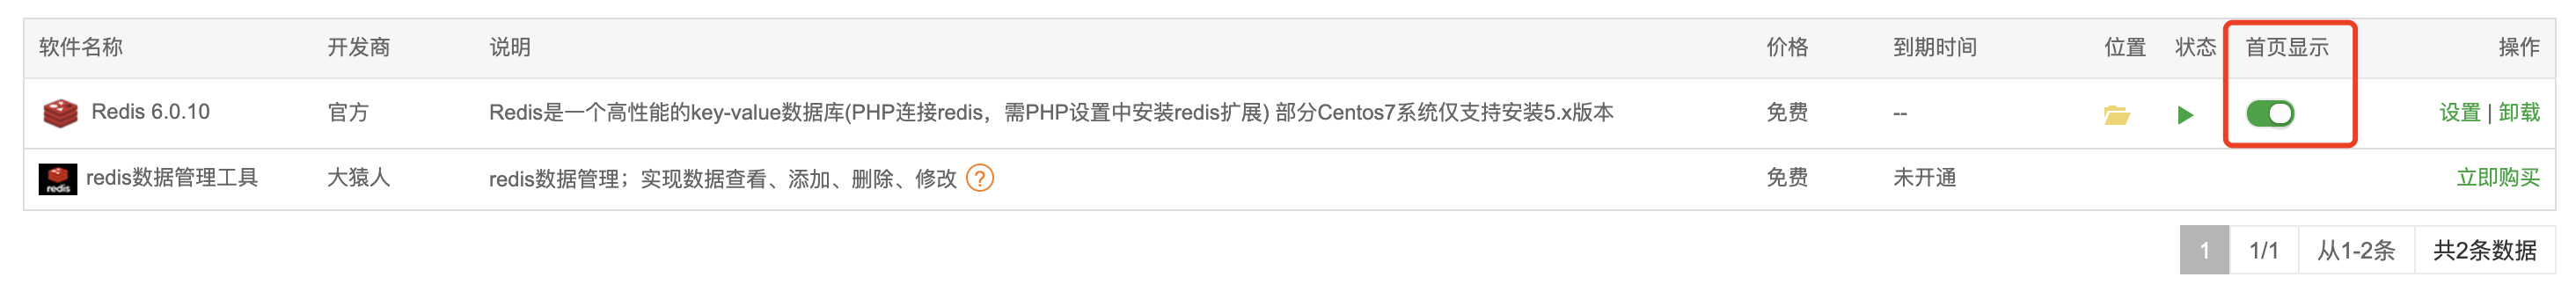 软件名称 开发商 说明 价格 到期时间 位置 状态 首页显示 操作
Redis 6.0.10 官方 Redis是一个高性能的key-value数据库(PHP连接redis，需PHP设置中安装redis扩展) 部分Centos7系统仅支持安装5.x版本 免费 -- 设置 | 卸载
redis redis数据管理工具 大猿人 redis数据管理；实现数据查看、添加、删除、修改 ? 免费 未开通 立即购买
1 1/1 从1-2条 共2条数据